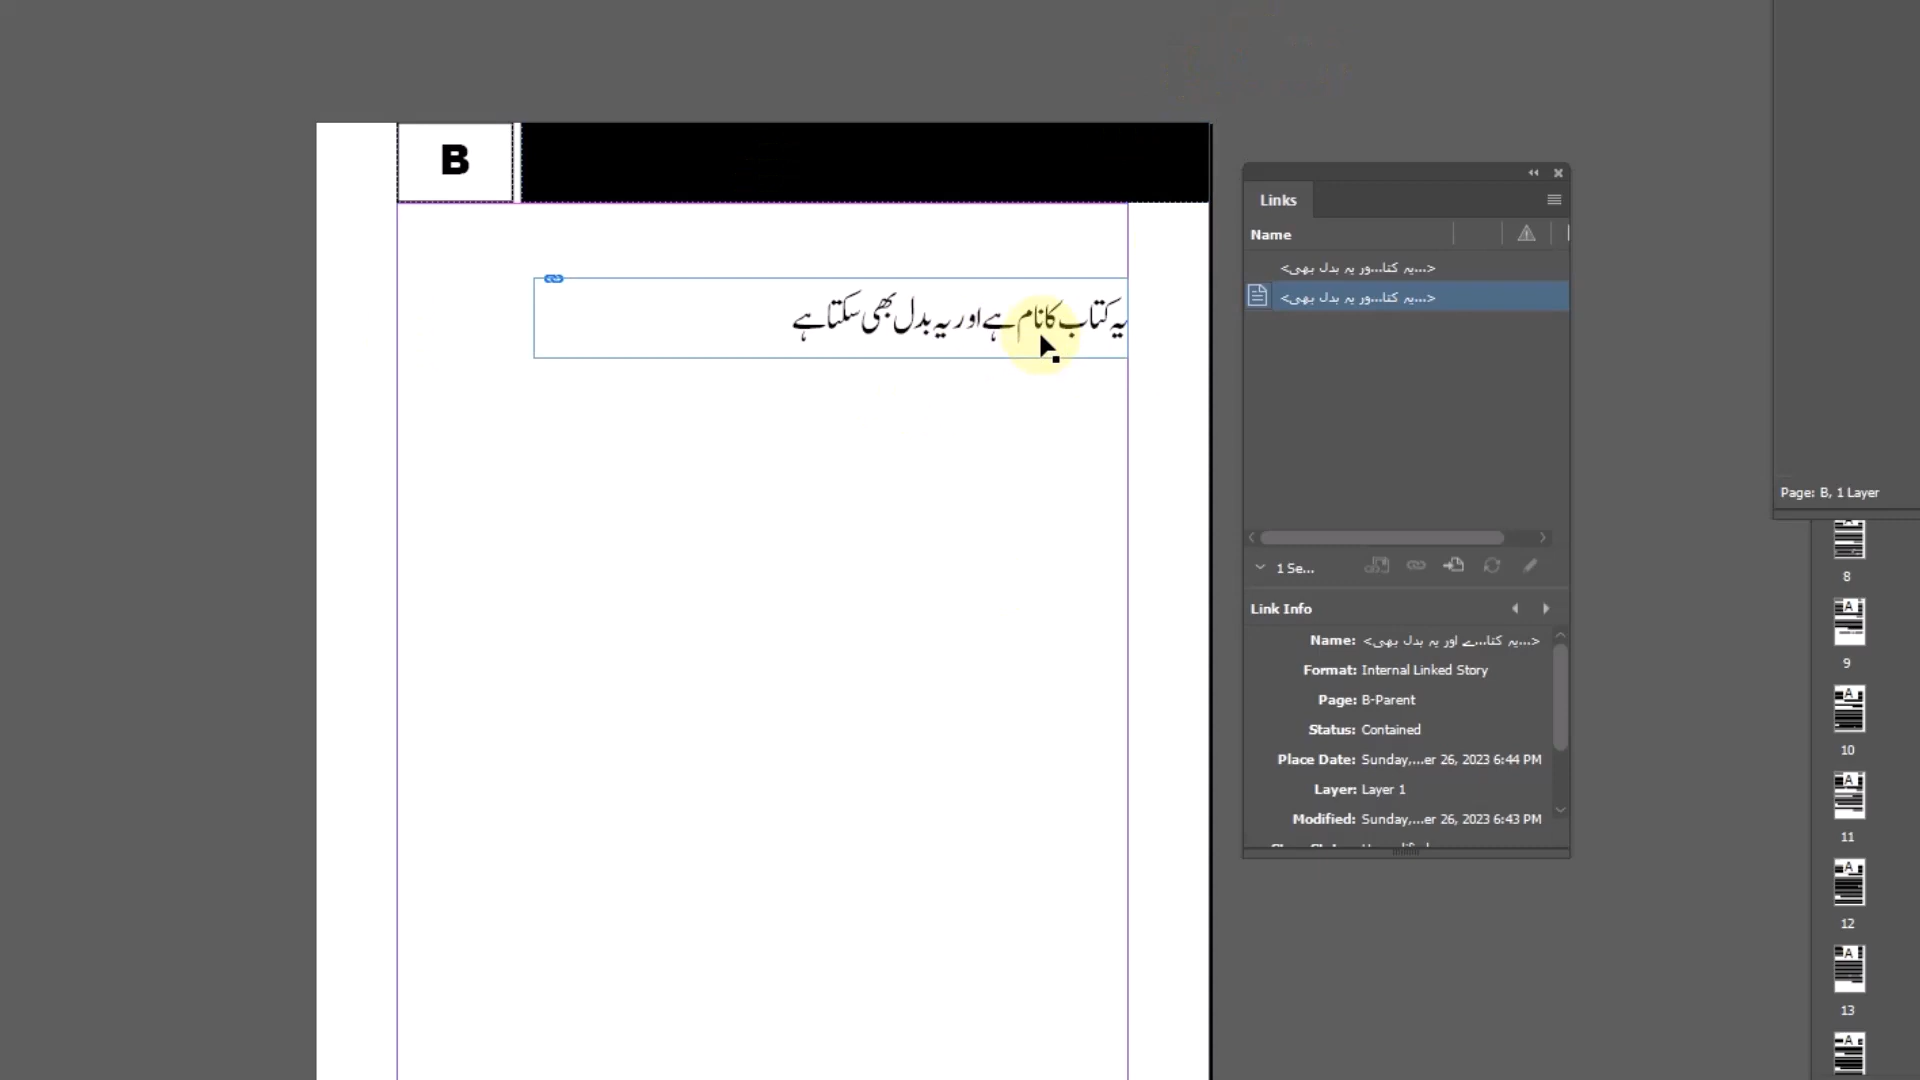 B
یہ کتاب کا نام ہے اور یہ بدل بھی سکتا ہے
Links
Name
<یہ کتا...ور یہ بدل بھی...>
<یہ کتا...ور یہ بدل بھی...>
1 Se...
Link Info
Name: <یہ کتا...ے اور یہ بدل بھی...>
Format: Internal Linked Story
Page: B-Parent
Status: Contained
Place Date: Sunday,...er 26, 2023 6:44 PM
Layer: Layer 1
Modified: Sunday,...er 26, 2023 6:43 PM
Page: B, 1 Layer
8
A
9
A
10
A
11
A
12
A
13
A